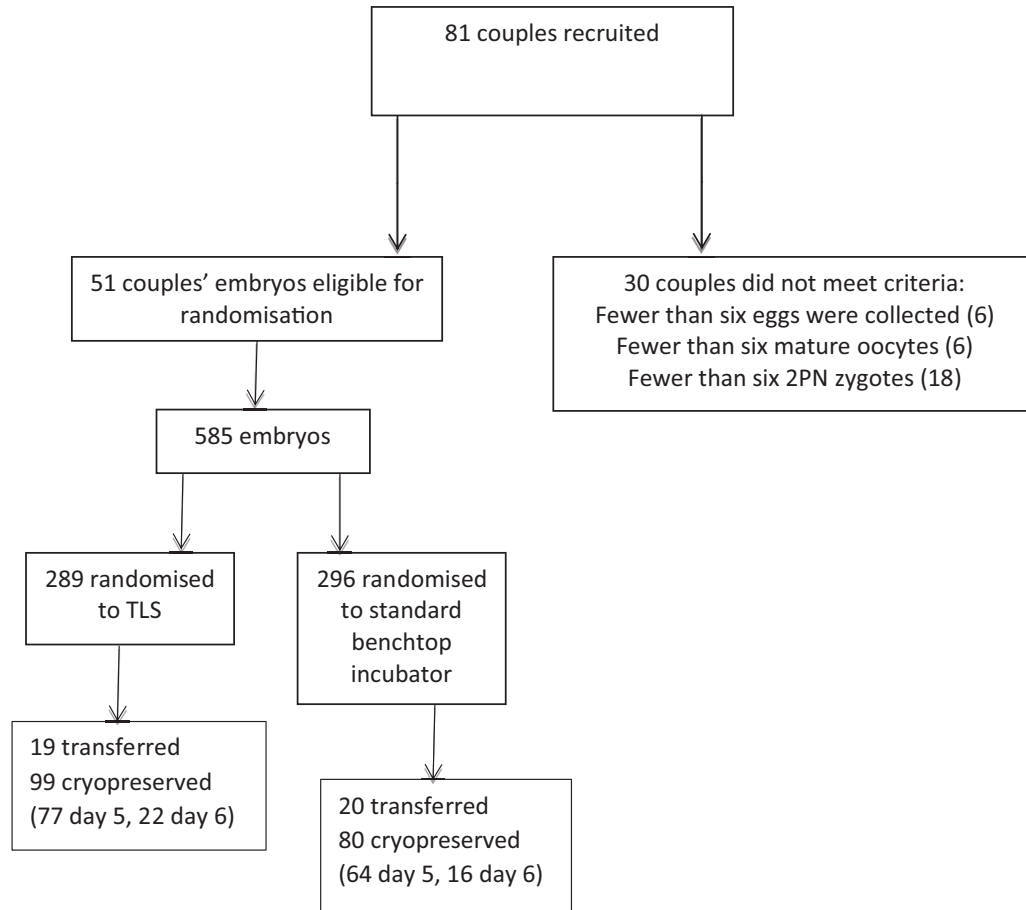 81 couples recruited
51 couples’ embryos eligible for
randomisation
30 couples did not meet criteria:
Fewer than six eggs were collected (6)
Fewer than six mature oocytes (6)
Fewer than six 2PN zygotes (18)
585 embryos
289 randomised
to TLS
296 randomised
to standard
benchtop
incubator
19 transferred
99 cryopreserved
(77 day 5, 22 day 6)
20 transferred
80 cryopreserved
(64 day 5, 16 day 6)